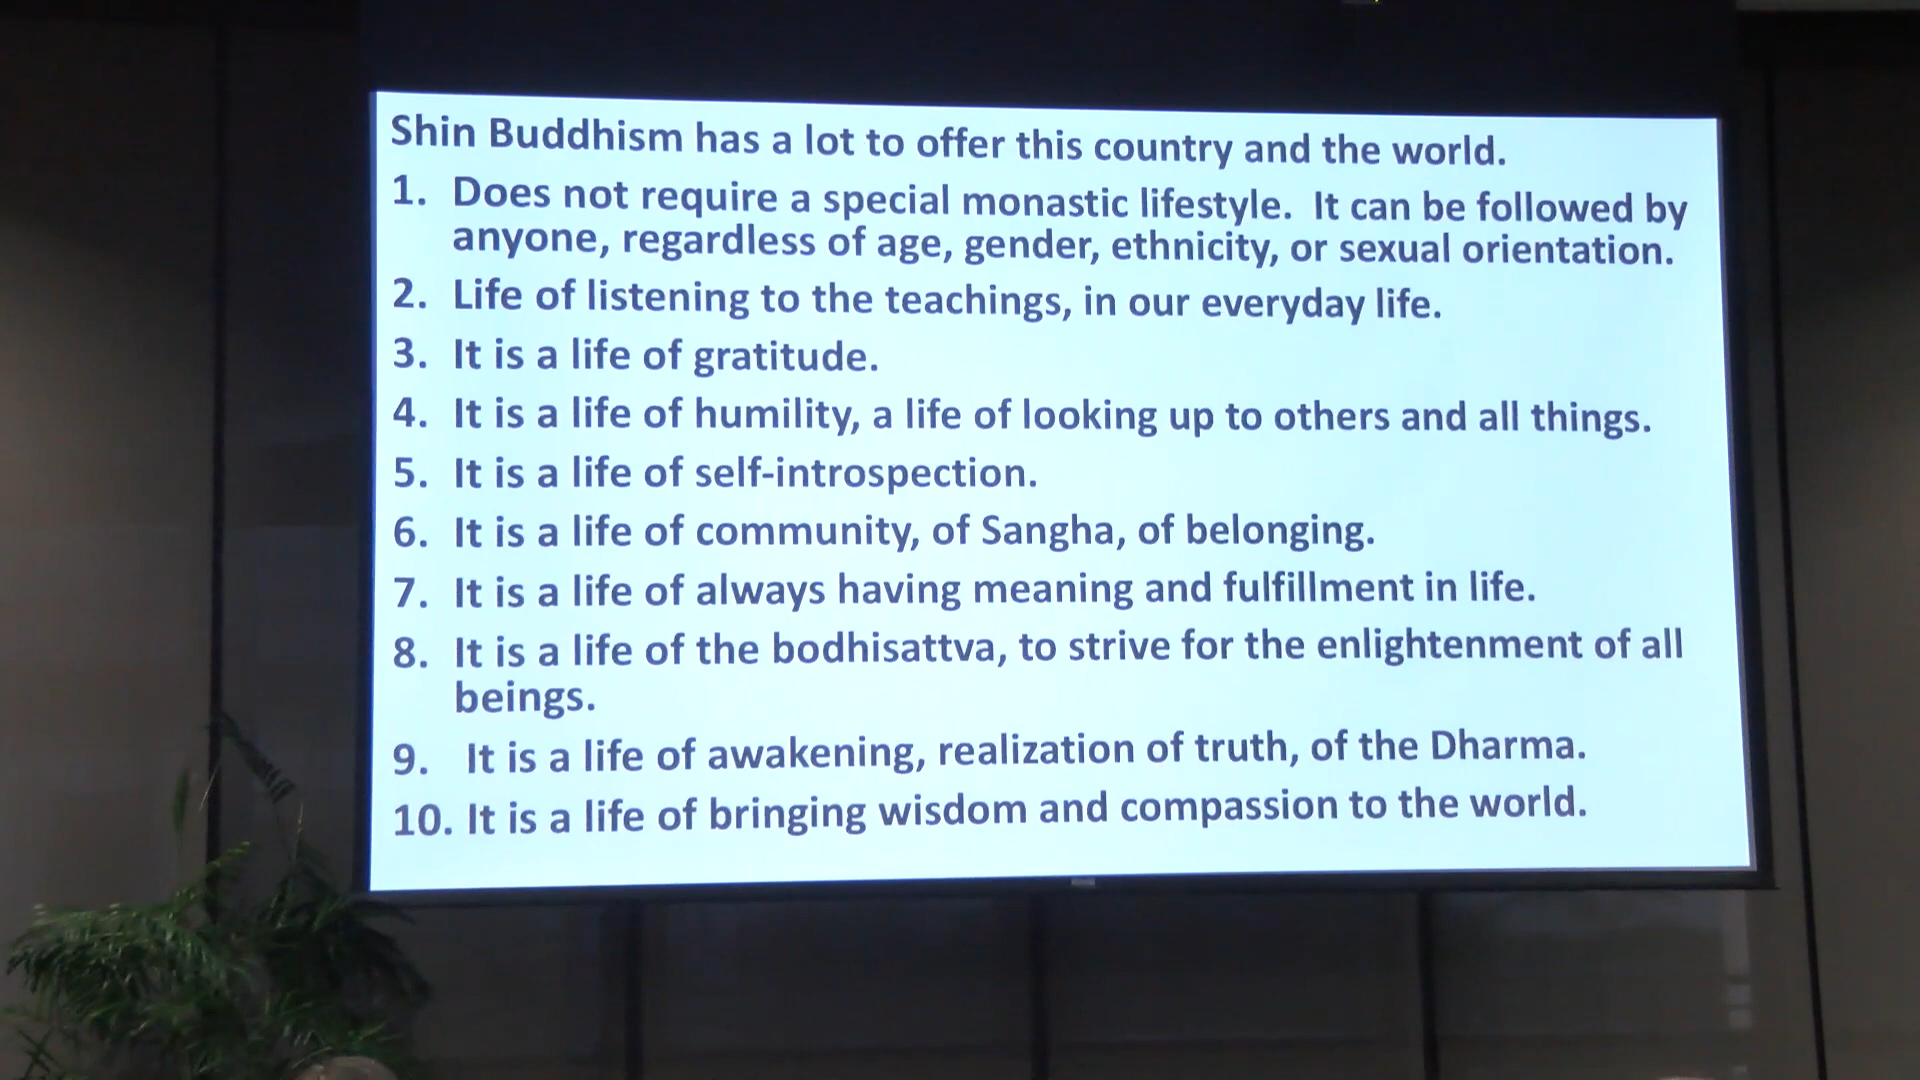 Shin Buddhism has a lot to offer this country and the world.
1. Does not require a special monastic lifestyle. It can be followed by
anyone, regardless of age, gender, ethnicity, or sexual orientation.
2. Life of listening to the teachings, in our everyday life.
3. It is a life of gratitude.
4. It is a life of humility, a life of looking up to others and all things.
5. It is a life of self-introspection.
6. It is a life of community, of Sangha, of belonging.
7. It is a life of always having meaning and fulfillment in life.
8. It is a life of the bodhisattva, to strive for the enlightenment of all
beings.
9. It is a life of awakening, realization of truth, of the Dharma.
10. It is a life of bringing wisdom and compassion to the world.